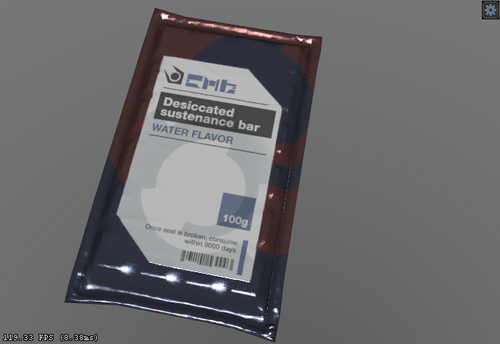 CMG
Desiccated
sustenance bar
WATER FLAVOR
100g
Once seal is broken, consume
within 9000 days
119.33 FPS (8.38ms)